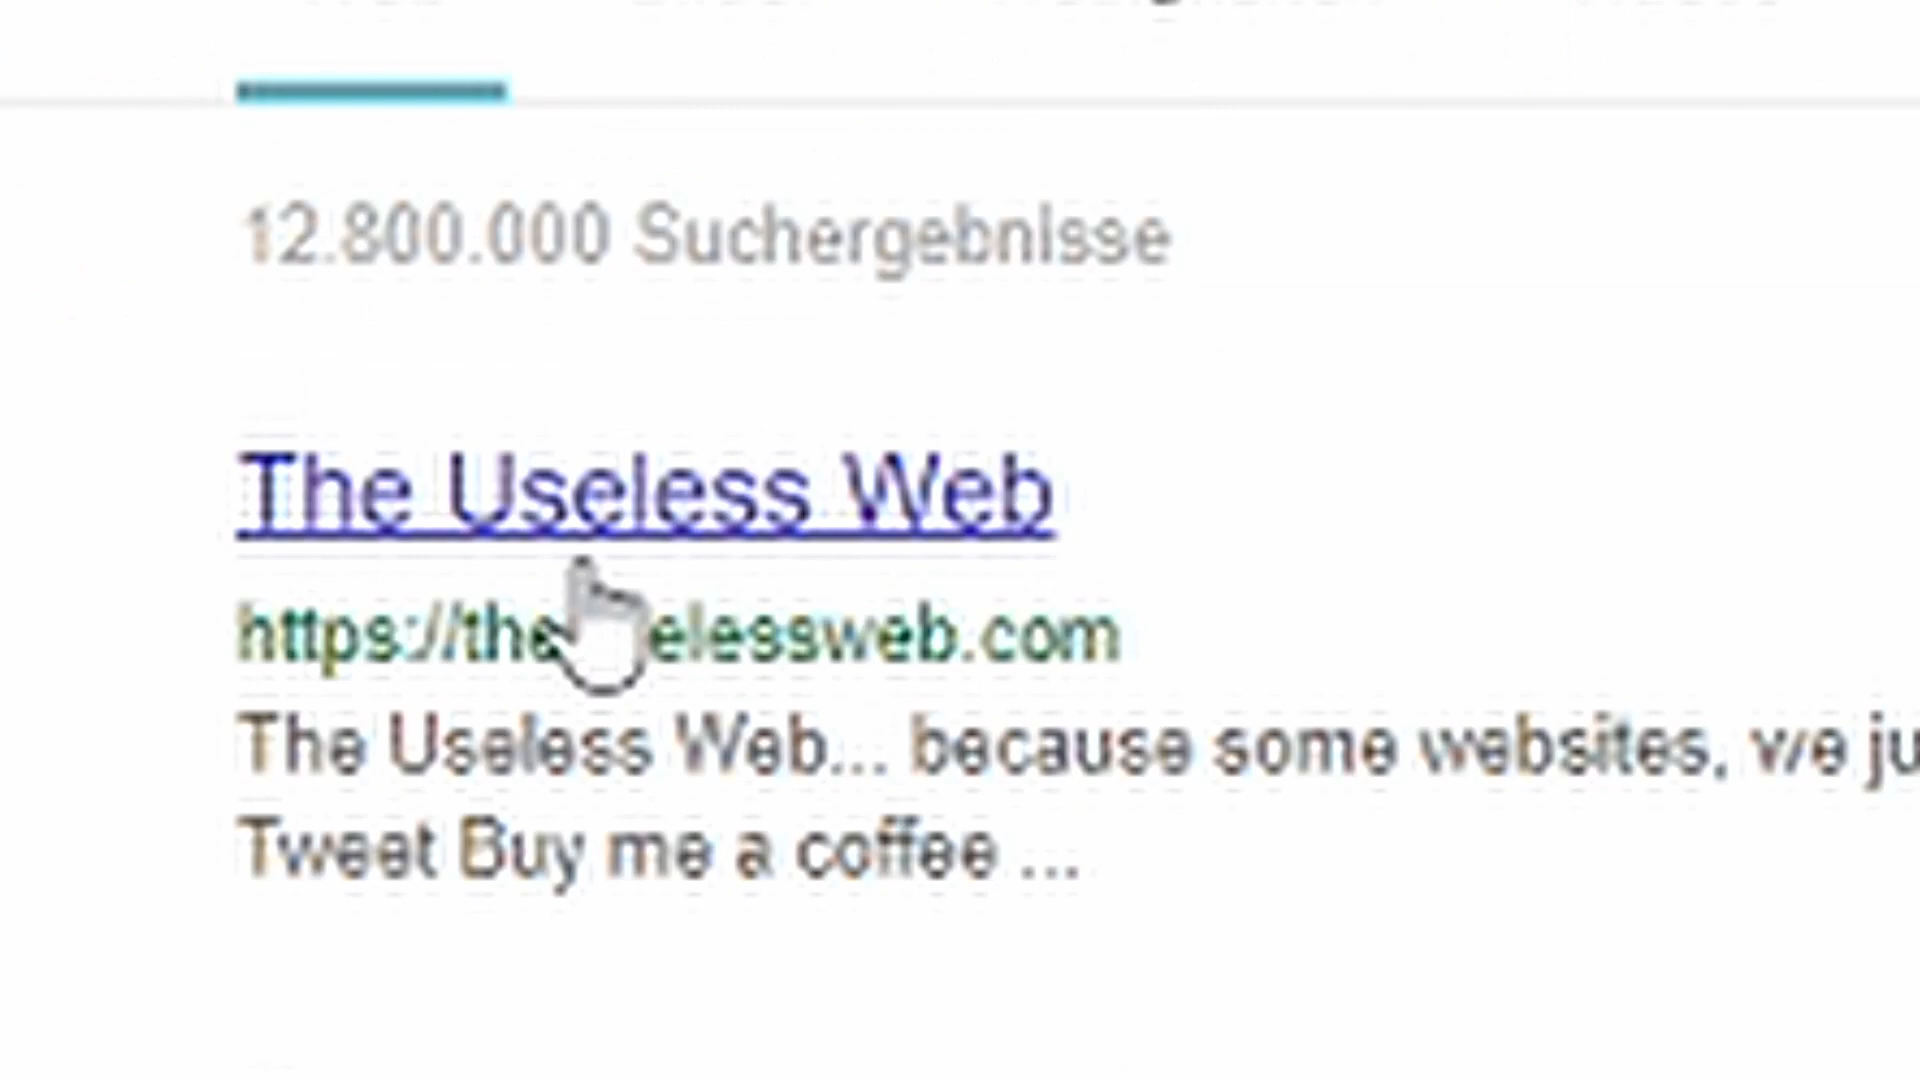 12.800.000 Suchergebnisse
The Useless Web
https://the elessweb.com
The Useless Web... because some websites, we ju
Tweet Buy me a coffee ...